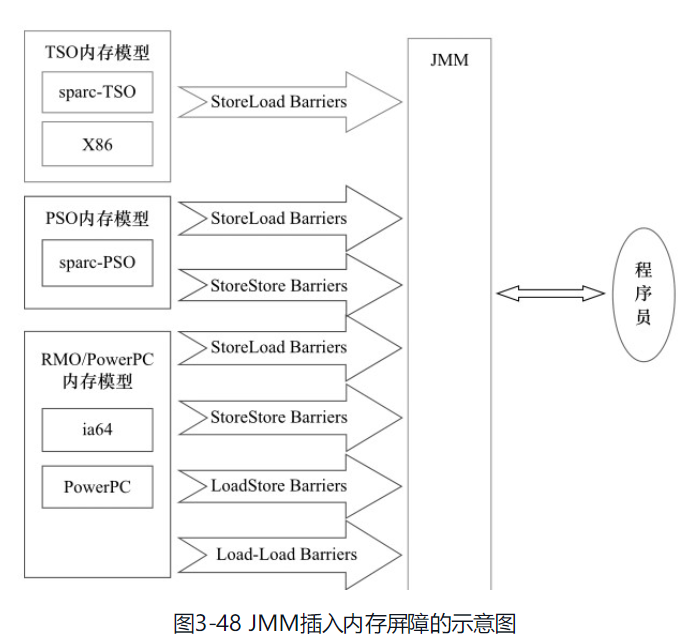 TSO内存模型
sparc-TSO
X86
StoreLoad Barriers
PSO内存模型
sparc-PSO
StoreLoad Barriers
StoreStore Barriers
RMO/PowerPC
内存模型
ia64
PowerPC
StoreLoad Barriers
StoreStore Barriers
LoadStore Barriers
Load-Load Barriers
JMM
程
序
员
图3-48 JMM插入内存屏障的示意图